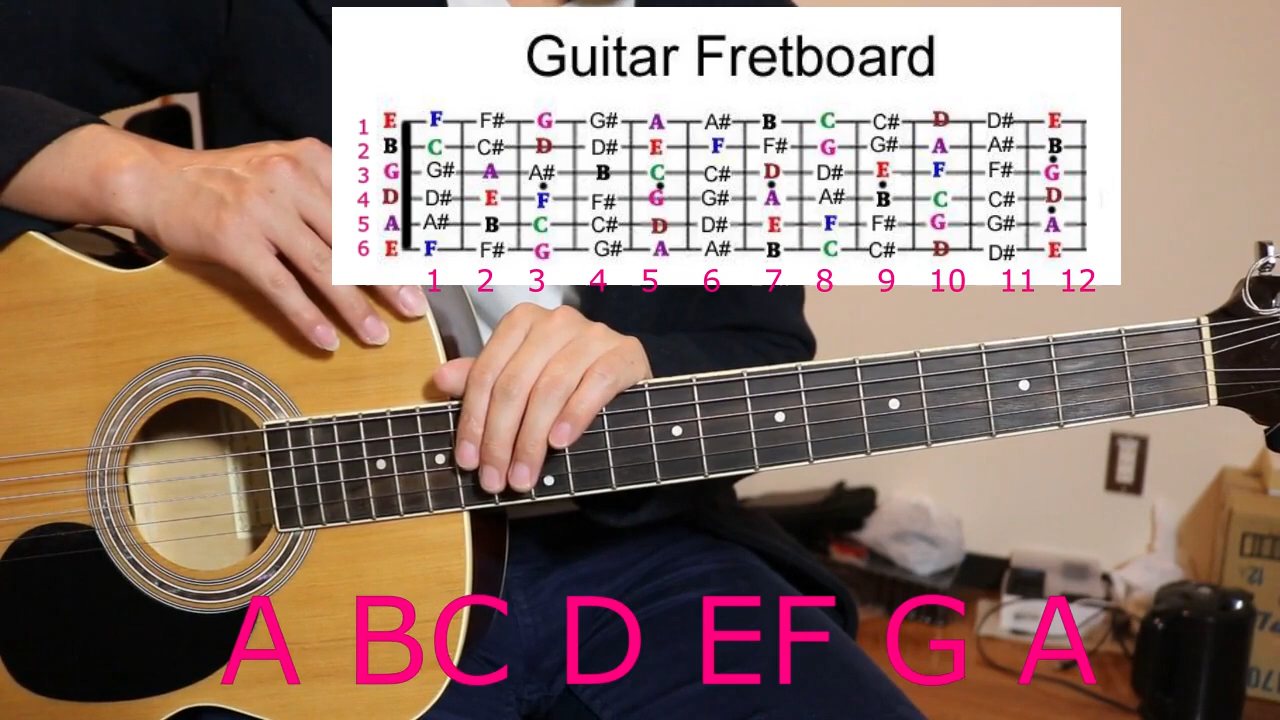 Guitar Fretboard
1 E F F# G G# A A# B C C# D D# E
2 B C C# D D# E F F# G G# A A# B
3 G G# A A# B C C# D D# E F F# G
4 D D# E F F# G G# A A# B C C# D
5 A A# B C C# D D# E F F# G G# A
6 E F F# G G# A A# B C C# D D# E
1 2 3 4 5 6 7 8 9 10 11 12
A BC D EF G A